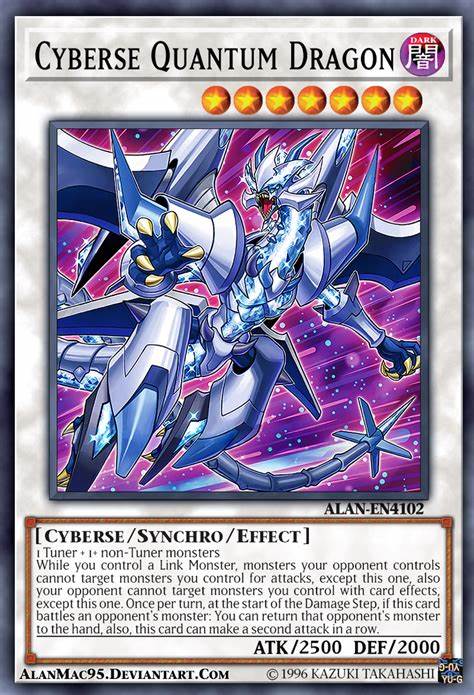 CYBERSE QUANTUM DRAGON
DARK
闇
ALAN-EN4102
[CYBERSE/SYNCHRO/EFFECT]
1 Tuner + 1+ non-Tuner monsters
While you control a Link Monster, monsters your opponent controls
cannot target monsters you control for attacks, except this one, also
your opponent cannot target monsters you control with card effects,
except this one. Once per turn, at the start of the Damage Step, if this card
battles an opponent's monster: You can return that opponent's monster
to the hand, also, this card can make a second attack in a row.
ATK/2500 DEF/2000
ALANMAC95.DEVIANTART.COM
©1996 KAZUKI TAKAHASHI